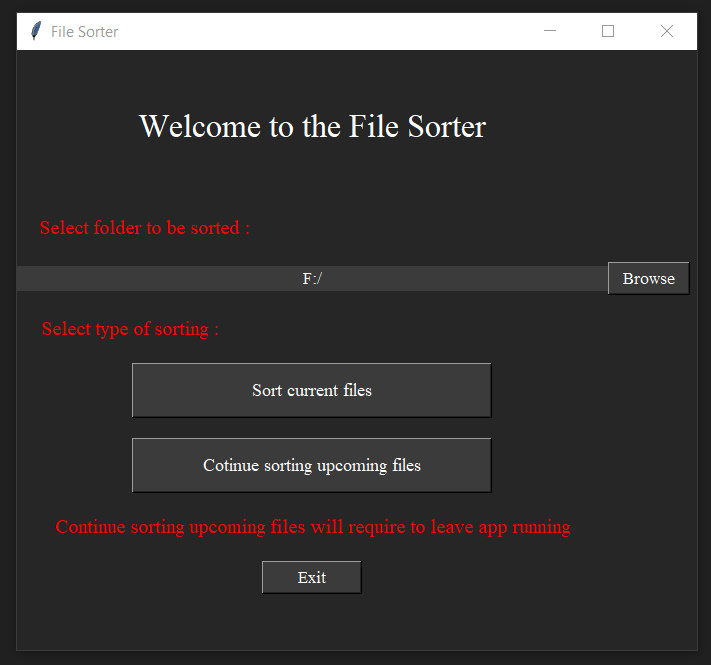 File Sorter
Welcome to the File Sorter
Select folder to be sorted :
F:/
Browse
Select type of sorting :
Sort current files
Cotinue sorting upcoming files
Continue sorting upcoming files will require to leave app running
Exit